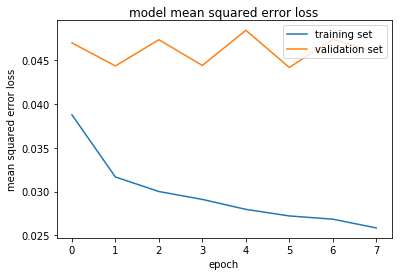 model mean squared error loss
training set
validation set
mean squared error loss
0.045
0.040
0.035
0.030
0.025
0 1 2 3 4 5 6 7
epoch